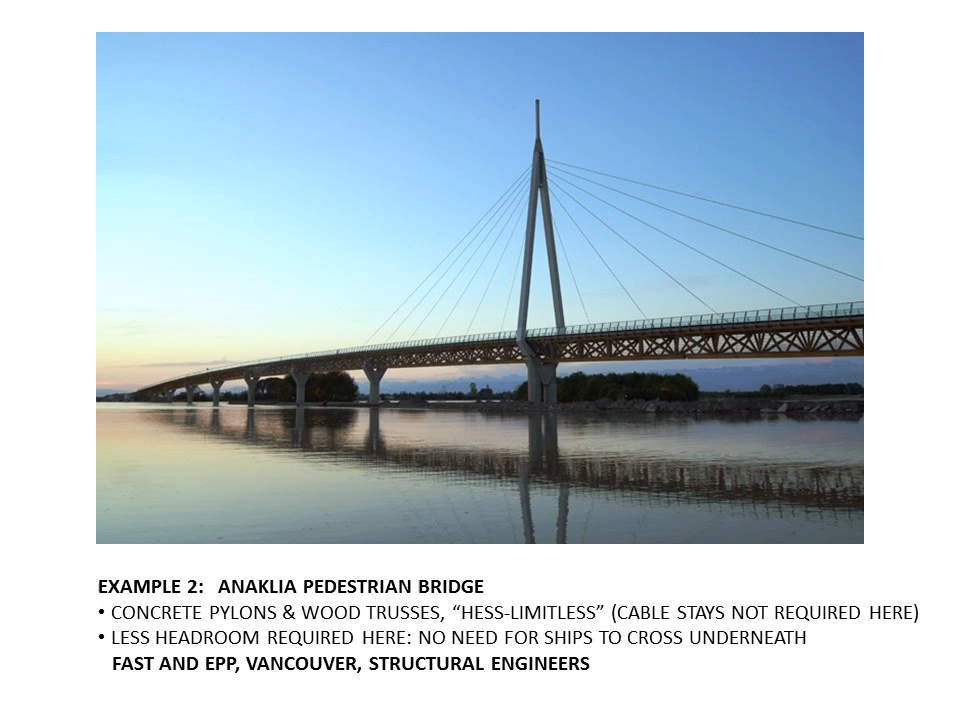 EXAMPLE 2: ANAKLIA PEDESTRIAN BRIDGE
• CONCRETE PYLONS & WOOD TRUSSES, “HESS-LIMITLESS” (CABLE STAYS NOT REQUIRED HERE)
• LESS HEADROOM REQUIRED HERE: NO NEED FOR SHIPS TO CROSS UNDERNEATH
FAST AND EPP, VANCOUVER, STRUCTURAL ENGINEERS